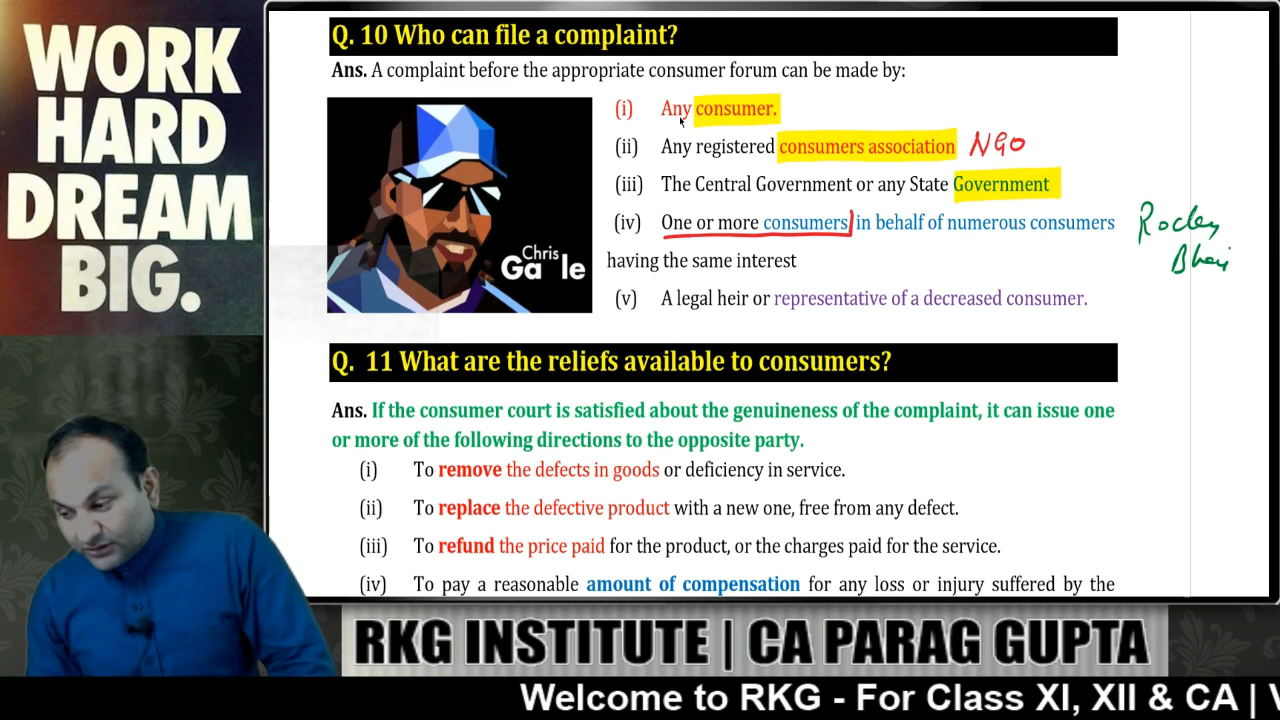 WORK
HARD
DREAM
BIG.
Q. 10 Who can file a complaint?
Ans. A complaint before the appropriate consumer forum can be made by:
(i) Any consumer.
(ii) Any registered consumers association NGO
(iii) The Central Government or any State Government
(iv) One or more consumers in behalf of numerous consumers
having the same interest
(v) A legal heir or representative of a decreased consumer.
Rocky
Bhai
Chris
Ga le
Q. 11 What are the reliefs available to consumers?
Ans. If the consumer court is satisfied about the genuineness of the complaint, it can issue one
or more of the following directions to the opposite party.
(i) To remove the defects in goods or deficiency in service.
(ii) To replace the defective product with a new one, free from any defect.
(iii) To refund the price paid for the product, or the charges paid for the service.
(iv) To pay a reasonable amount of compensation for any loss or injury suffered by the
RKG INSTITUTE | CA PARAG GUPTA
Welcome to RKG - For Class XI, XII & CA |